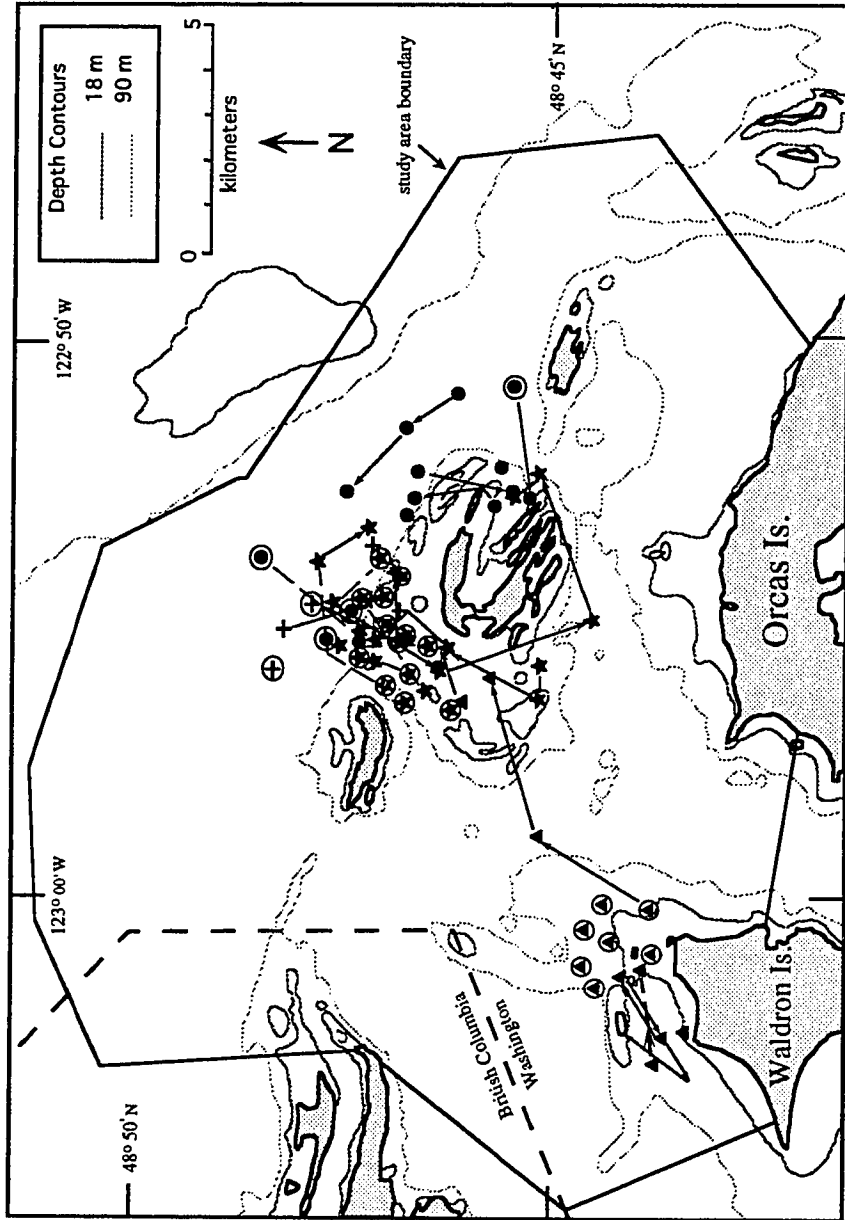 Depth Contours
18 m
90 m
0
5
kilometers
N
study area boundary
48° 45' N
122° 50' W
123° 00' W
48° 50' N
British Columbia
Washington
Orcas Is.
Waldron Is.